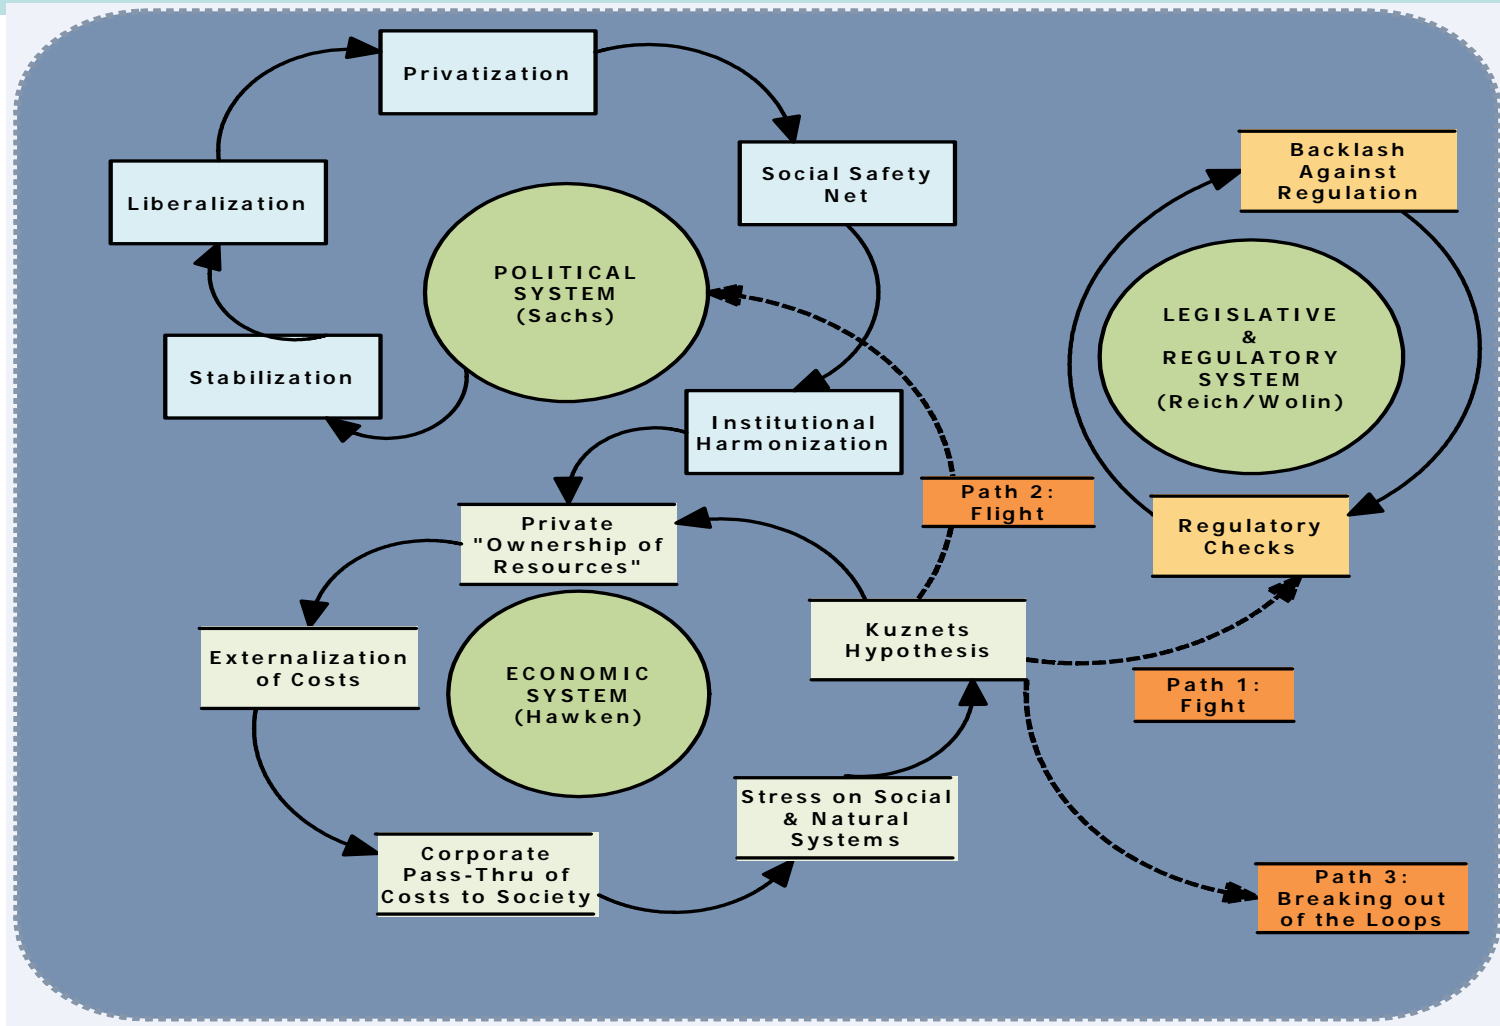 Privatization
Social Safety
Net
Liberalization
Backlash
Against
Regulation
POLITICAL
SYSTEM
(Sachs)
LEGISLATIVE
&
REGULATORY
SYSTEM
(Reich/Wolin)
Stabilization
Institutional
Harmonization
Path 2:
Flight
Private
"Ownership of
Resources"
Regulatory
Checks
Kuznets
Hypothesis
Externalization
of Costs
ECONOMIC
SYSTEM
(Hawken)
Path 1:
Fight
Stress on Social
& Natural
Systems
Corporate
Pass-Thru of
Costs to Society
Path 3:
Breaking out
of the Loops